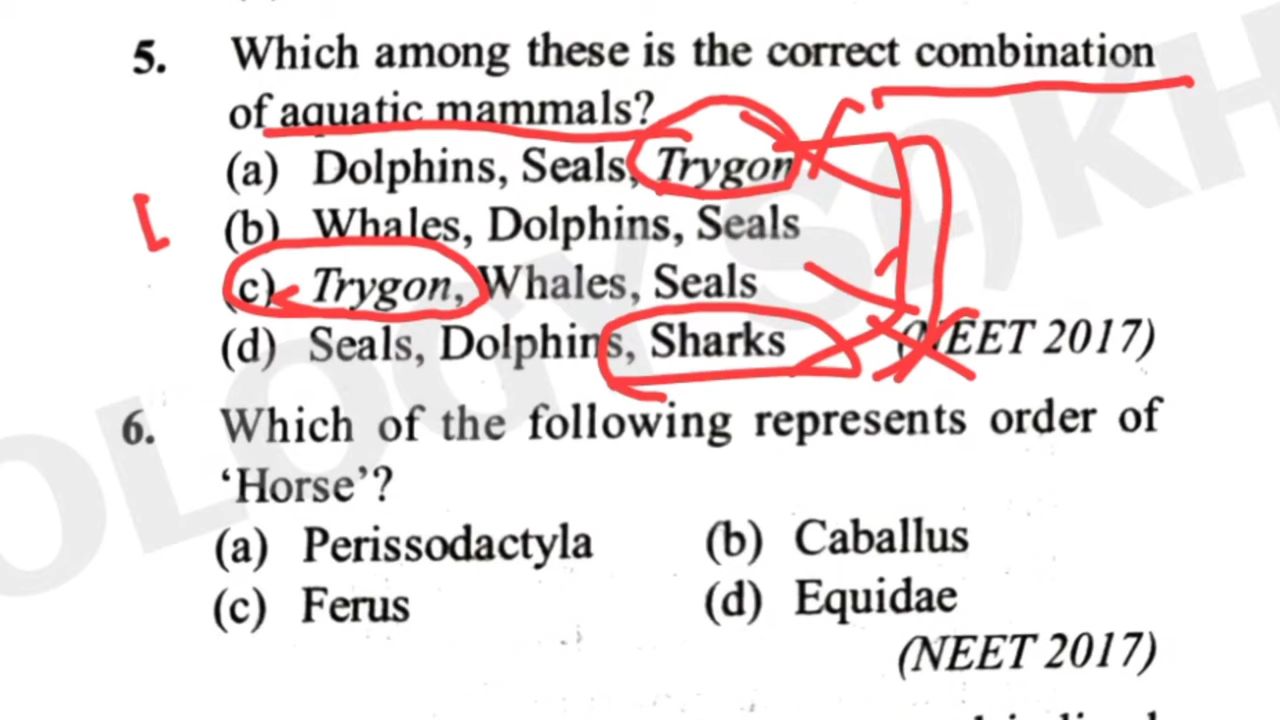 5. Which among these is the correct combination
of aquatic mammals?
(a) Dolphins, Seals, Trygon
(b) Whales, Dolphins, Seals
(c) Trygon, Whales, Seals
(d) Seals, Dolphins, Sharks (NEET 2017)
6. Which of the following represents order of
‘Horse’?
(a) Perissodactyla (b) Caballus
(c) Ferus (d) Equidae
(NEET 2017)